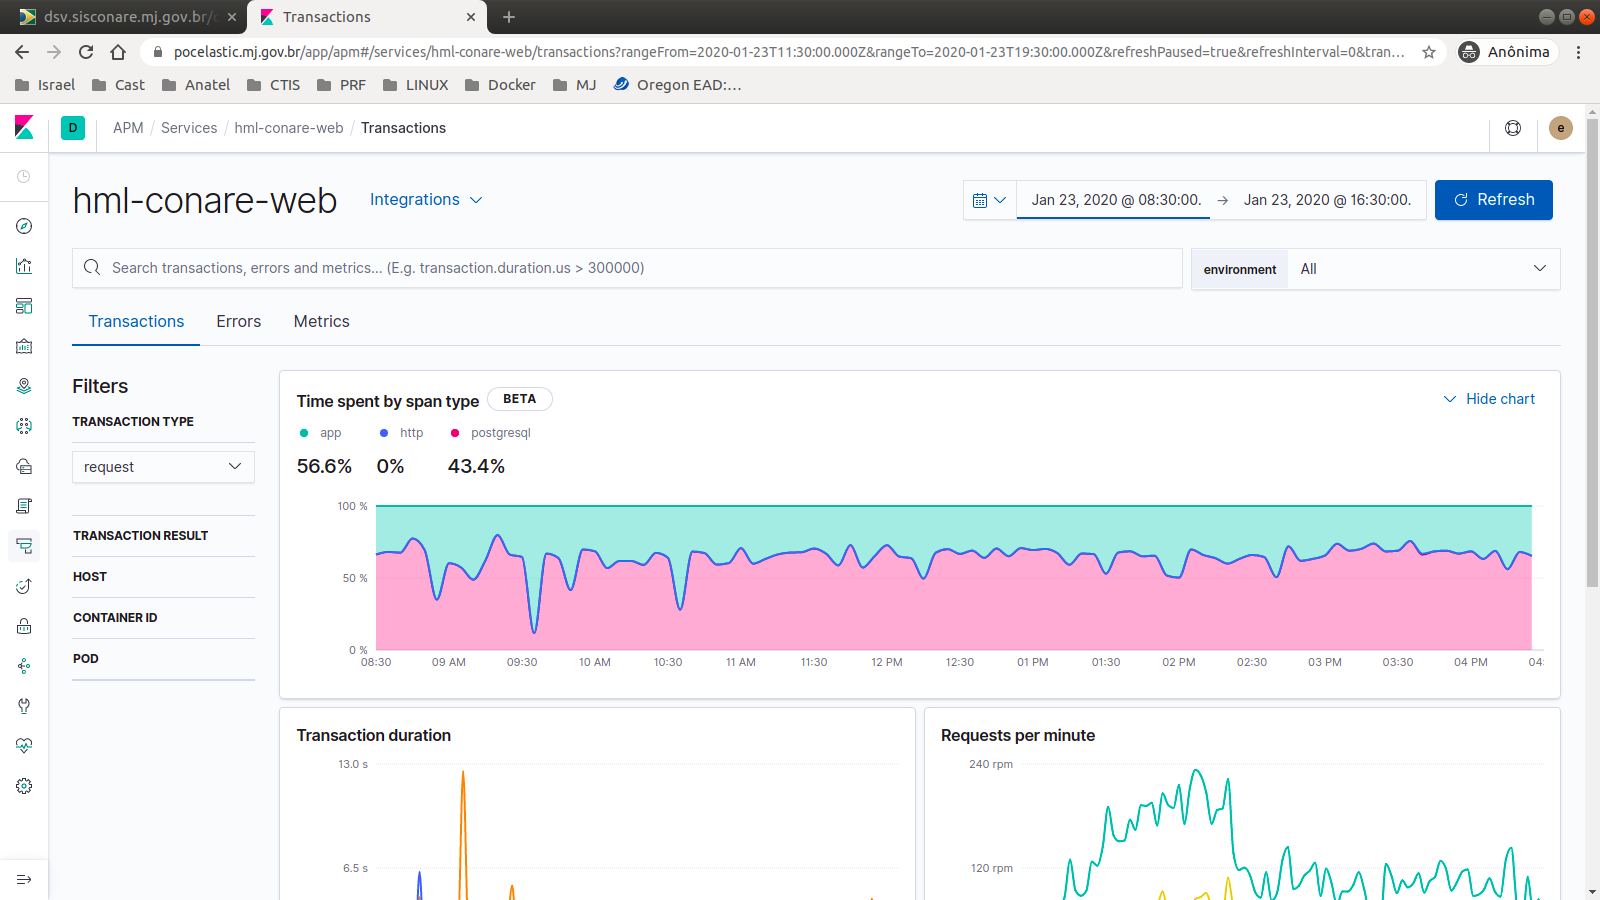 dsv.sisconare.mj.gov.br/
Transactions
pocelastic.mj.gov.br/app/apm#/services/hml-conare-web/transactions?rangeFrom=2020-01-23T11:30:00.000Z&rangeTo=2020-01-23T19:30:00.000Z&refreshPaused=true&refreshInterval=0&tran...
Anônima
Israel Cast Anatel CTIS PRF LINUX Docker MJ Oregon EAD:...
D APM / Services / hml-conare-web / Transactions e
hml-conare-web Integrations Jan 23, 2020 @ 08:30:00. → Jan 23, 2020 @ 16:30:00. Refresh
Search transactions, errors and metrics... (E.g. transaction.duration.us > 300000) environment All
Transactions Errors Metrics
Filters
TRANSACTION TYPE
request
TRANSACTION RESULT
HOST
CONTAINER ID
POD
Time spent by span type BETA Hide chart
app http postgresql
56.6% 0% 43.4%
100 %
50 %
0 %
08:30 09 AM 09:30 10 AM 10:30 11 AM 11:30 12 PM 12:30 01 PM 01:30 02 PM 02:30 03 PM 03:30 04 PM 04:
Transaction duration
13.0 s
6.5 s
Requests per minute
240 rpm
120 rpm